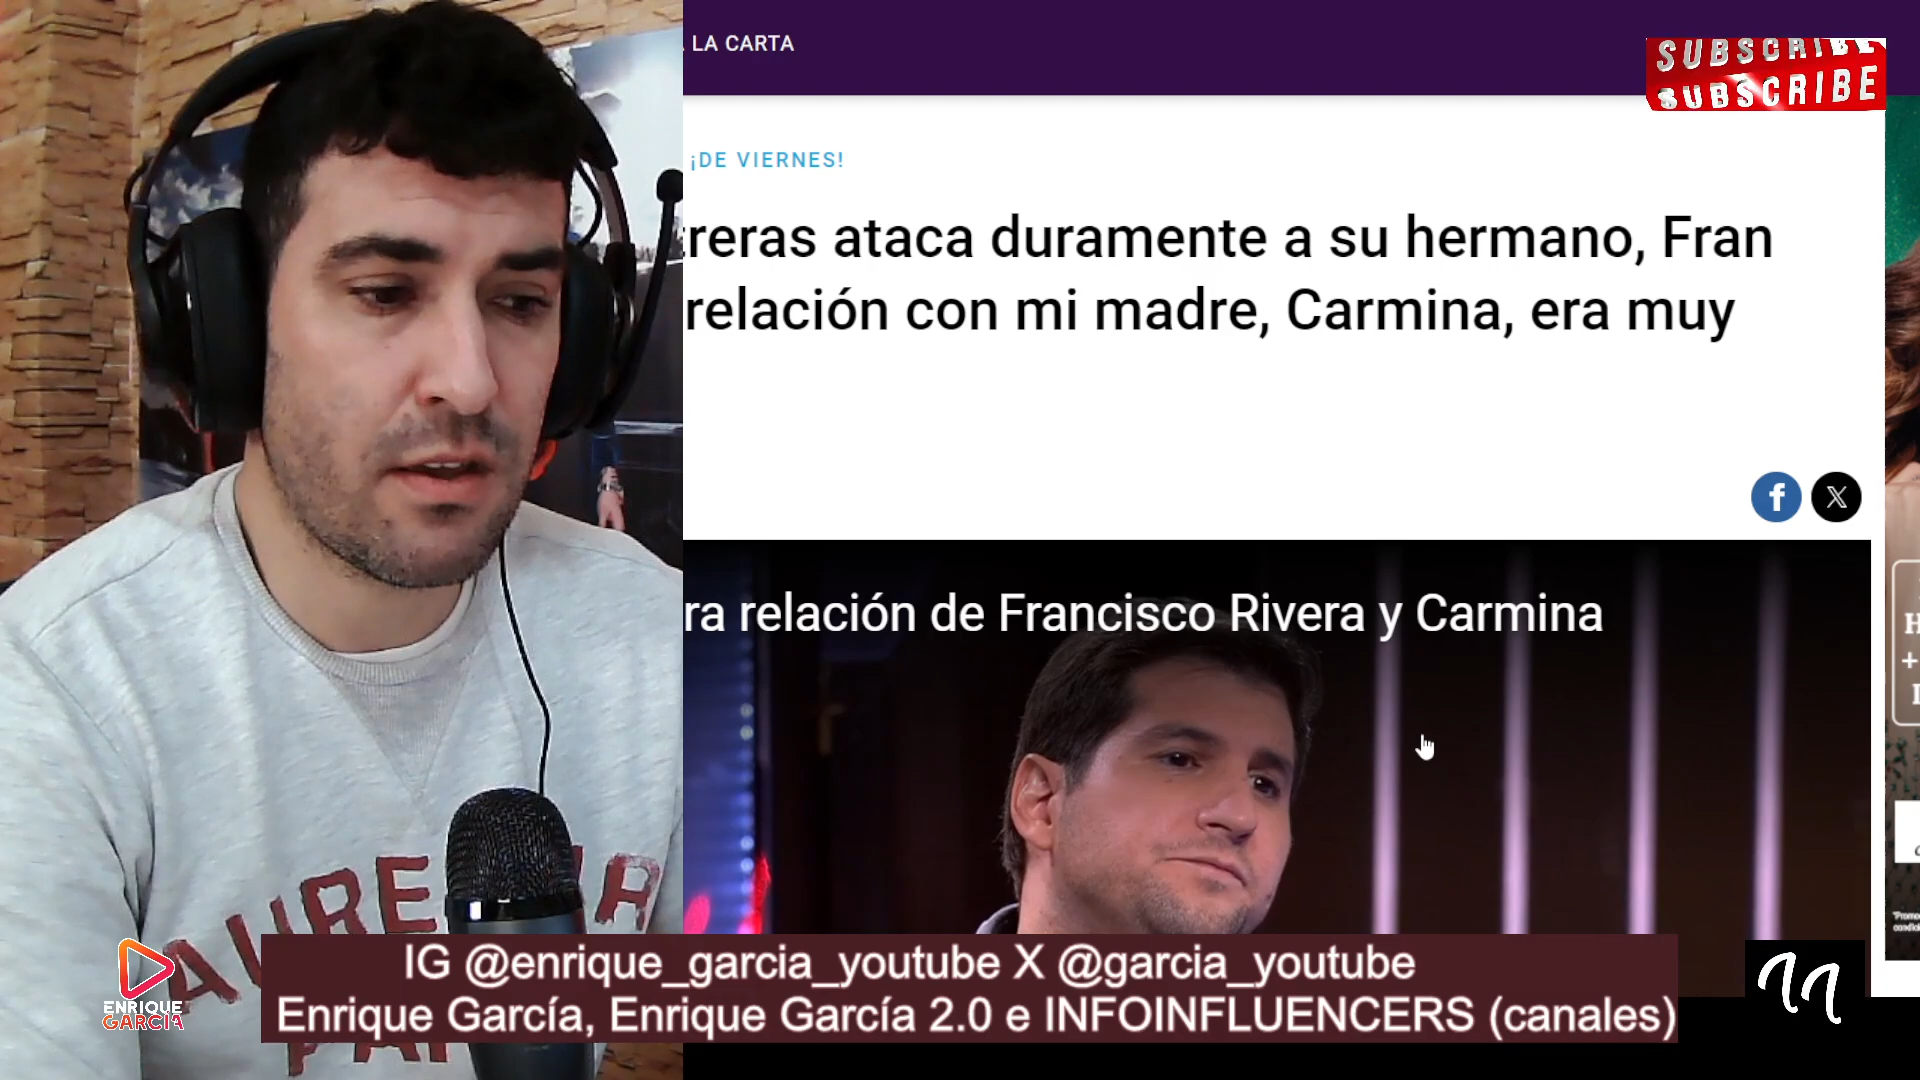 LA CARTA
SUBSCRIBE
SUBSCRIBE
¡DE VIERNES!
reras ataca duramente a su hermano, Fran
relación con mi madre, Carmina, era muy
f X
ra relación de Francisco Rivera y Carmina
IG @enrique_garcia_youtube X @garcia_youtube
Enrique García, Enrique García 2.0 e INFOINFLUENCERS (canales)
ENRIQUE
GARCIA